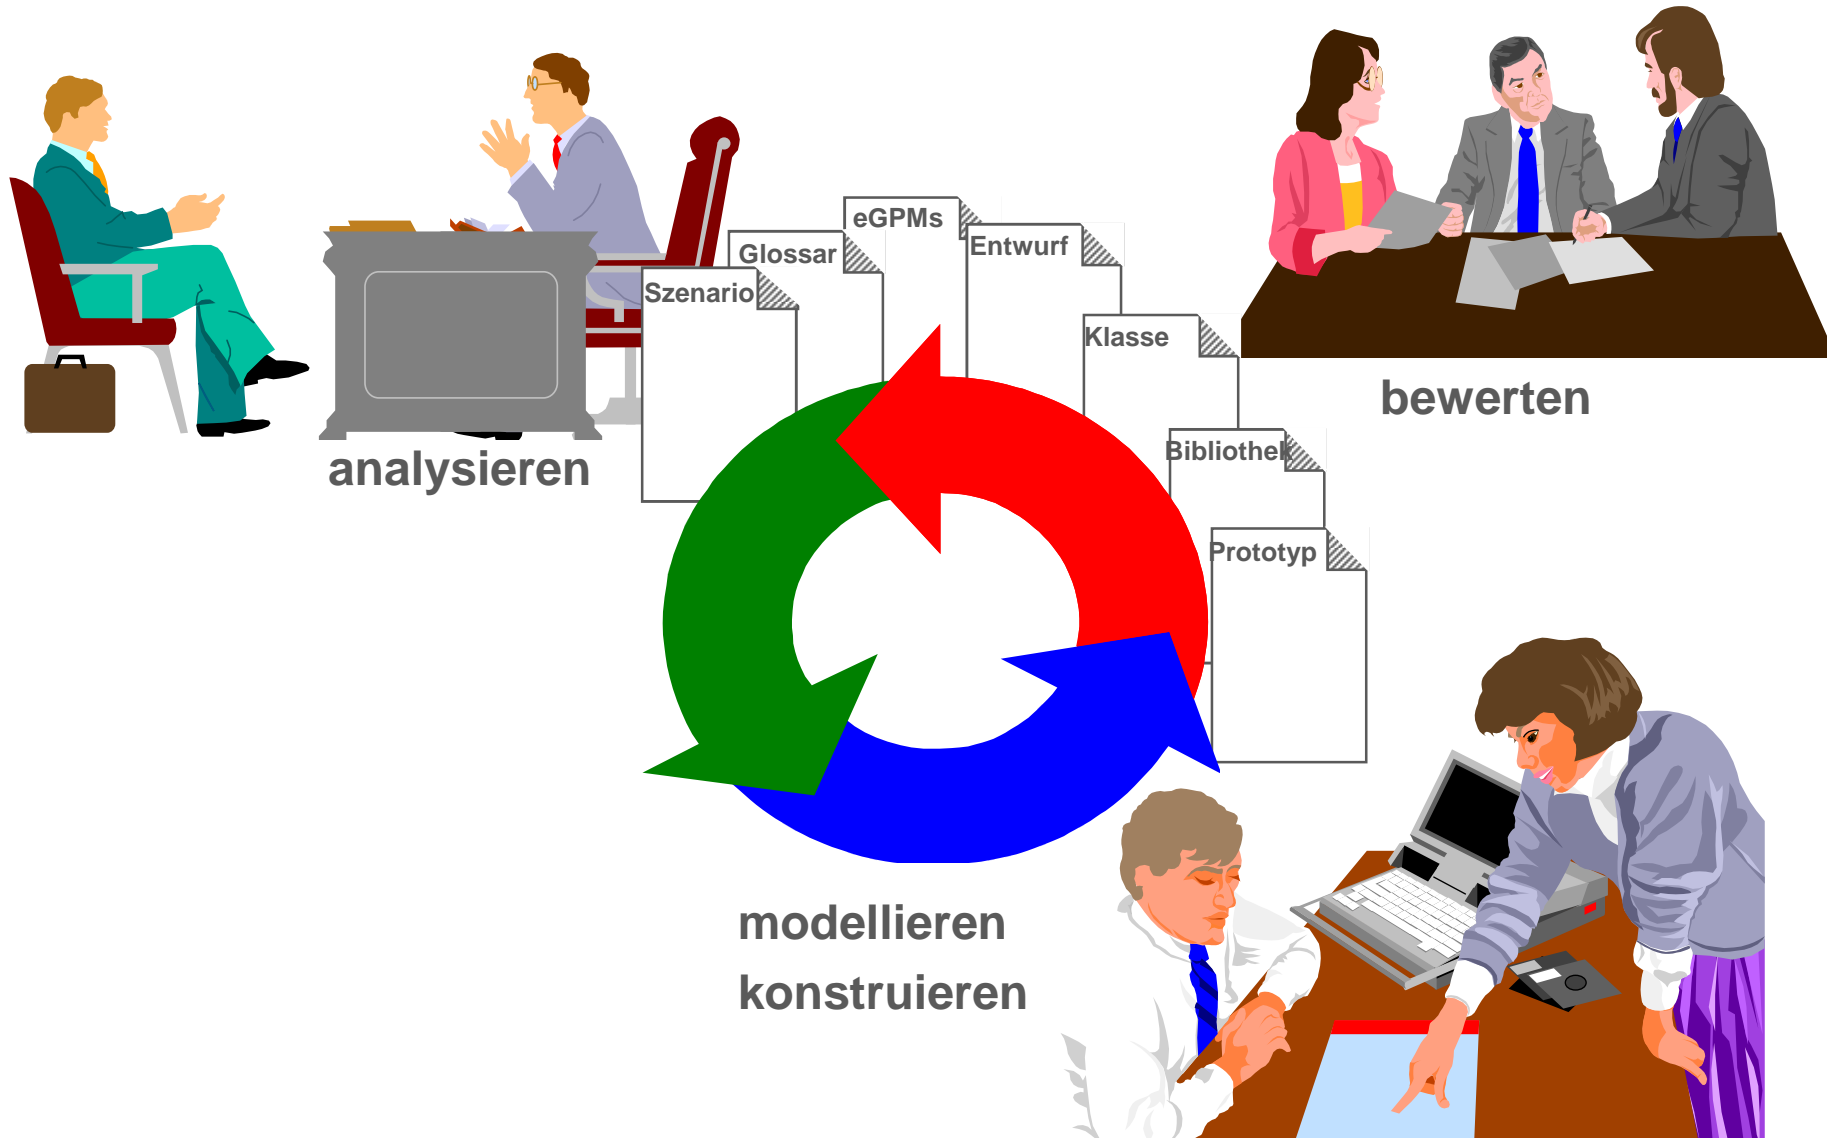 eGPMs
Glossar
Entwurf
Szenario
Klasse
bewerten
Bibliothek
analysieren
Prototyp
modellieren
konstruieren